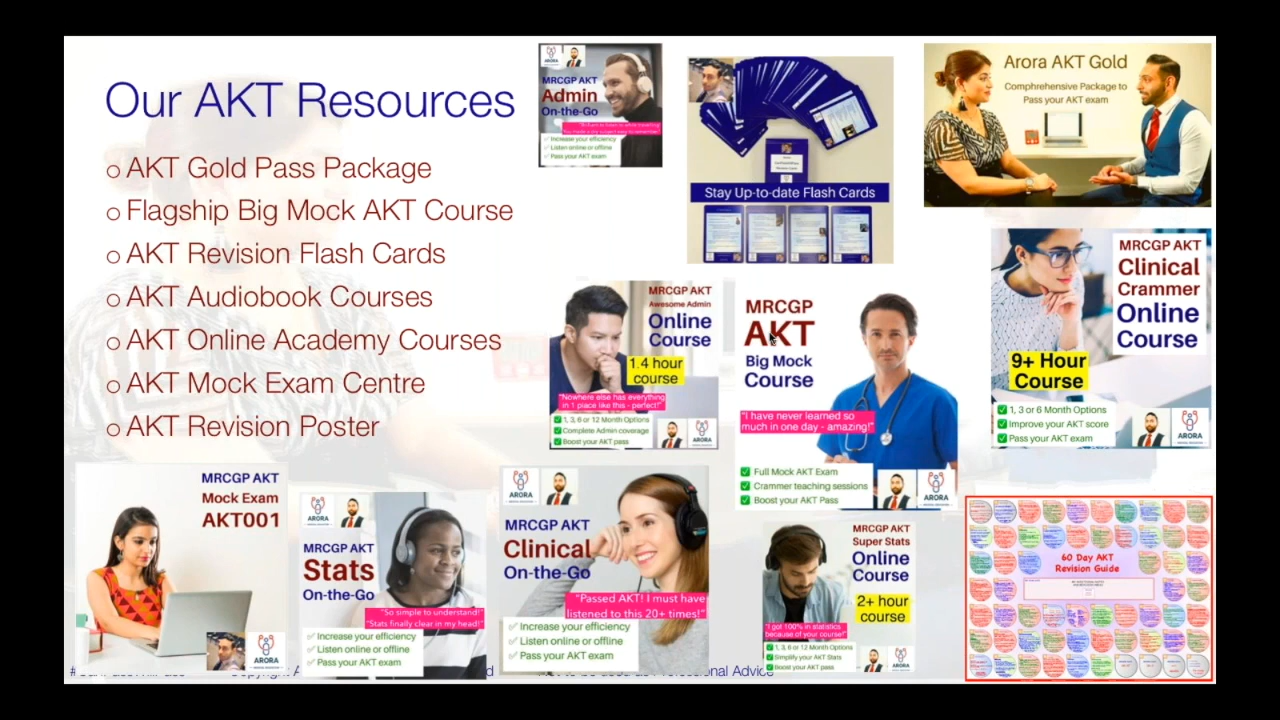 Our AKT Resources
AKT Gold Pass Package
Flagship Big Mock AKT Course
AKT Revision Flash Cards
AKT Audiobook Courses
AKT Online Academy Courses
AKT Mock Exam Centre
AKT Revision Poster
ARORA
MRCGP AKT
Admin
On-the-Go
Increase your efficiency
Listen online or offline
Pass your AKT exam
Stay Up-to-date Flash Cards
Arora AKT Gold
Comphrehensive Package to
Pass your AKT exam
MRCGP AKT
Awesome Admin
Online
Course
1.4 hour
course
"Nowhere else has everything
in 1 place like this - perfect!"
1, 3, 6 or 12 Month Options
Complete Admin coverage
Boost your AKT pass
ARORA
MRCGP
AKT
Big Mock
Course
"I have never learned so
much in one day - amazing!"
Full Mock AKT Exam
Crammer teaching sessions
Boost your AKT Pass
ARORA
MRCGP AKT
Clinical
Crammer
Online
Course
9+ Hour
Course
1, 3 or 6 Month Options
Improve your AKT score
Pass your AKT exam
ARORA
MRCGP AKT
Mock Exam
AKT001
ARORA
ARORA
MRCGP AKT
Stats
On-the-Go
"So simple to understand!"
"Stats finally clear in my head!"
Increase your efficiency
Listen online or offline
Pass your AKT exam
ARORA
MRCGP AKT
Clinical
On-the-Go
"Passed AKT! I must have
listened to this 20+ times!"
Increase your efficiency
Listen online or offline
Pass your AKT exam
MRCGP AKT
Super Stats
Online
Course
2+ hour
course
"I got 100% in statistics
because of your course!"
1, 3, 6 or 12 Month Options
Simplify your AKT Stats
Boost your AKT pass
ARORA
60 Day AKT
Revision Guide
Professional Advice